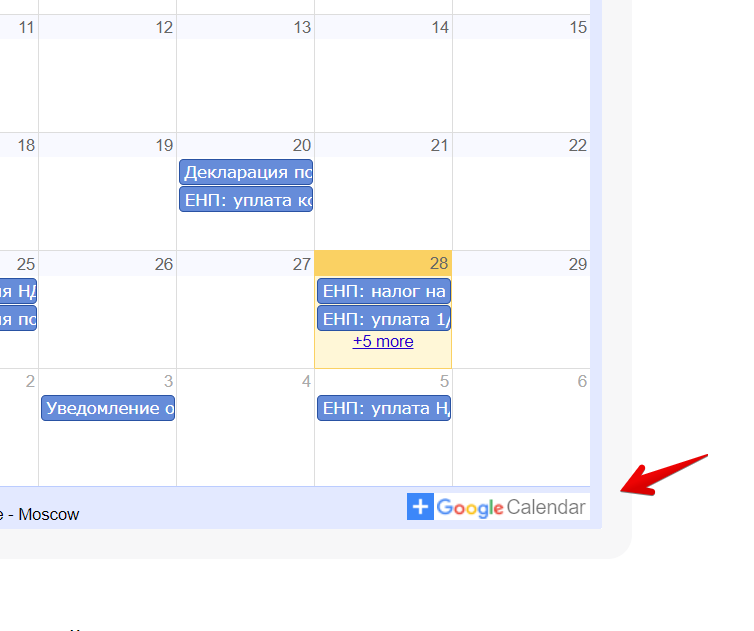 11 12 13 14 15
18 19 20 21 22
Декларация по
ЕНП: уплата ко
25 26 27 28 29
ия НД ЕНП: налог на
ия по ЕНП: уплата 1/
+5 more
2 3 4 5 6
Уведомление о ЕНП: уплата Н
e - Moscow + Google Calendar